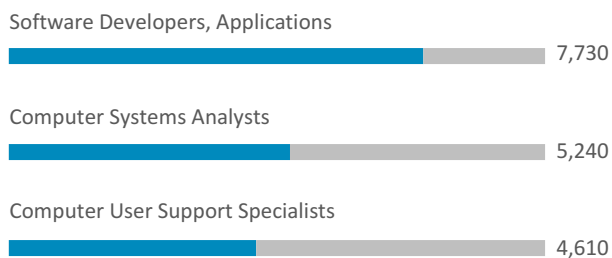 Software Developers, Applications
7,730
Computer Systems Analysts
5,240
Computer User Support Specialists
4,610